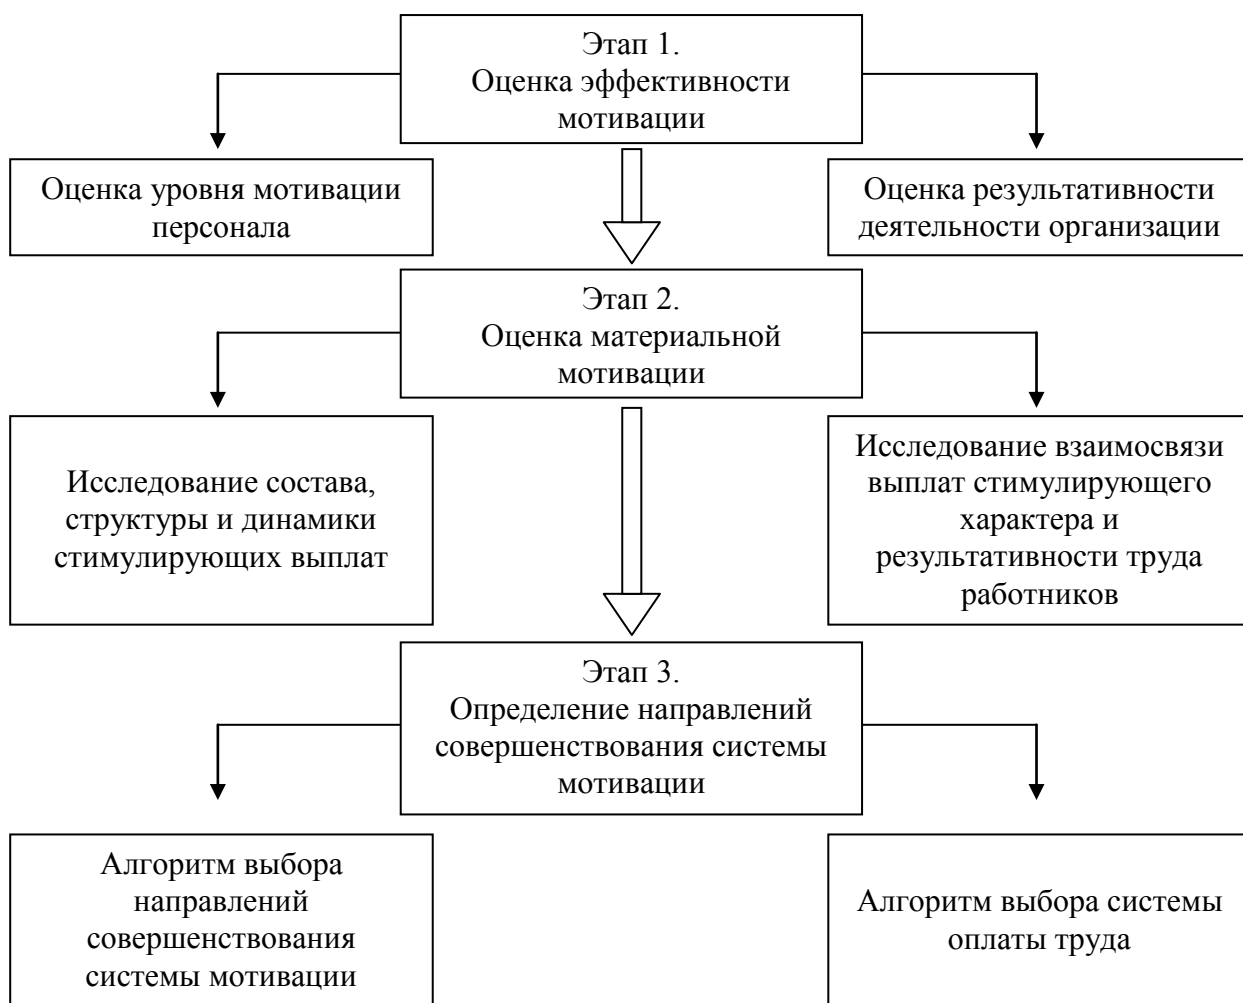 Этап 1.
Оценка эффективности
мотивации
Оценка уровня мотивации
персонала
Оценка результативности
деятельности организации
Этап 2.
Оценка материальной
мотивации
Исследование состава,
структуры и динамики
стимулирующих выплат
Исследование взаимосвязи
выплат стимулирующего
характера и
результативности труда
работников
Этап 3.
Определение направлений
совершенствования системы
мотивации
Алгоритм выбора
направлений
совершенствования
системы мотивации
Алгоритм выбора системы
оплаты труда